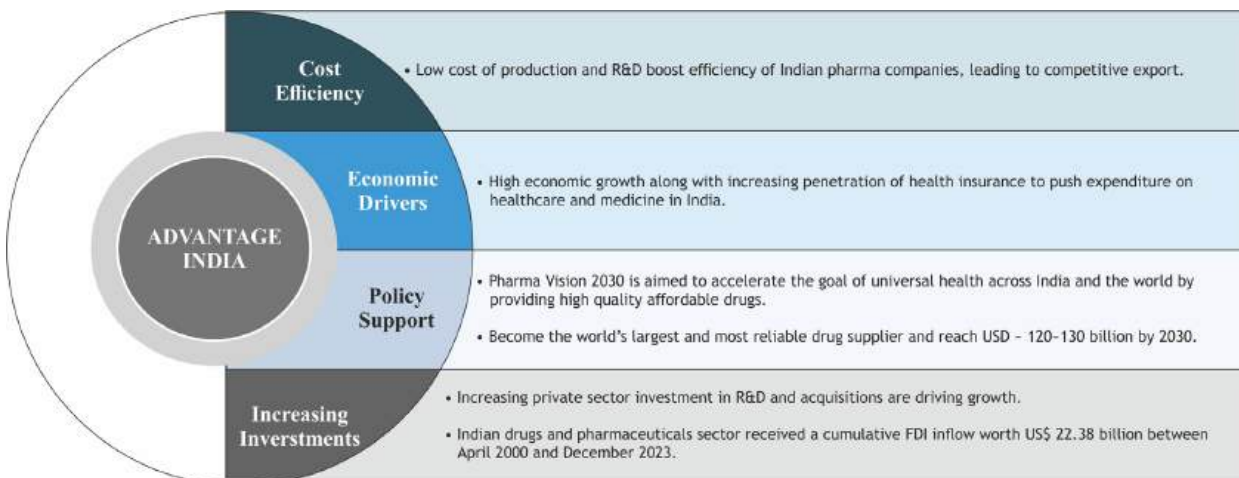 Cost
Efficiency
• Low cost of production and R&D boost efficiency of Indian pharma companies, leading to competitive export.
ADVANTAGE
INDIA
Economic
Drivers
• High economic growth along with increasing penetration of health insurance to push expenditure on
healthcare and medicine in India.
Policy
Support
• Pharma Vision 2030 is aimed to accelerate the goal of universal health across India and the world by
providing high quality affordable drugs.
• Become the world's largest and most reliable drug supplier and reach USD ~ 120–130 billion by 2030.
Increasing
Inverstments
• Increasing private sector investment in R&D and acquisitions are driving growth.
• Indian drugs and pharmaceuticals sector received a cumulative FDI inflow worth US$ 22.38 billion between
April 2000 and December 2023.